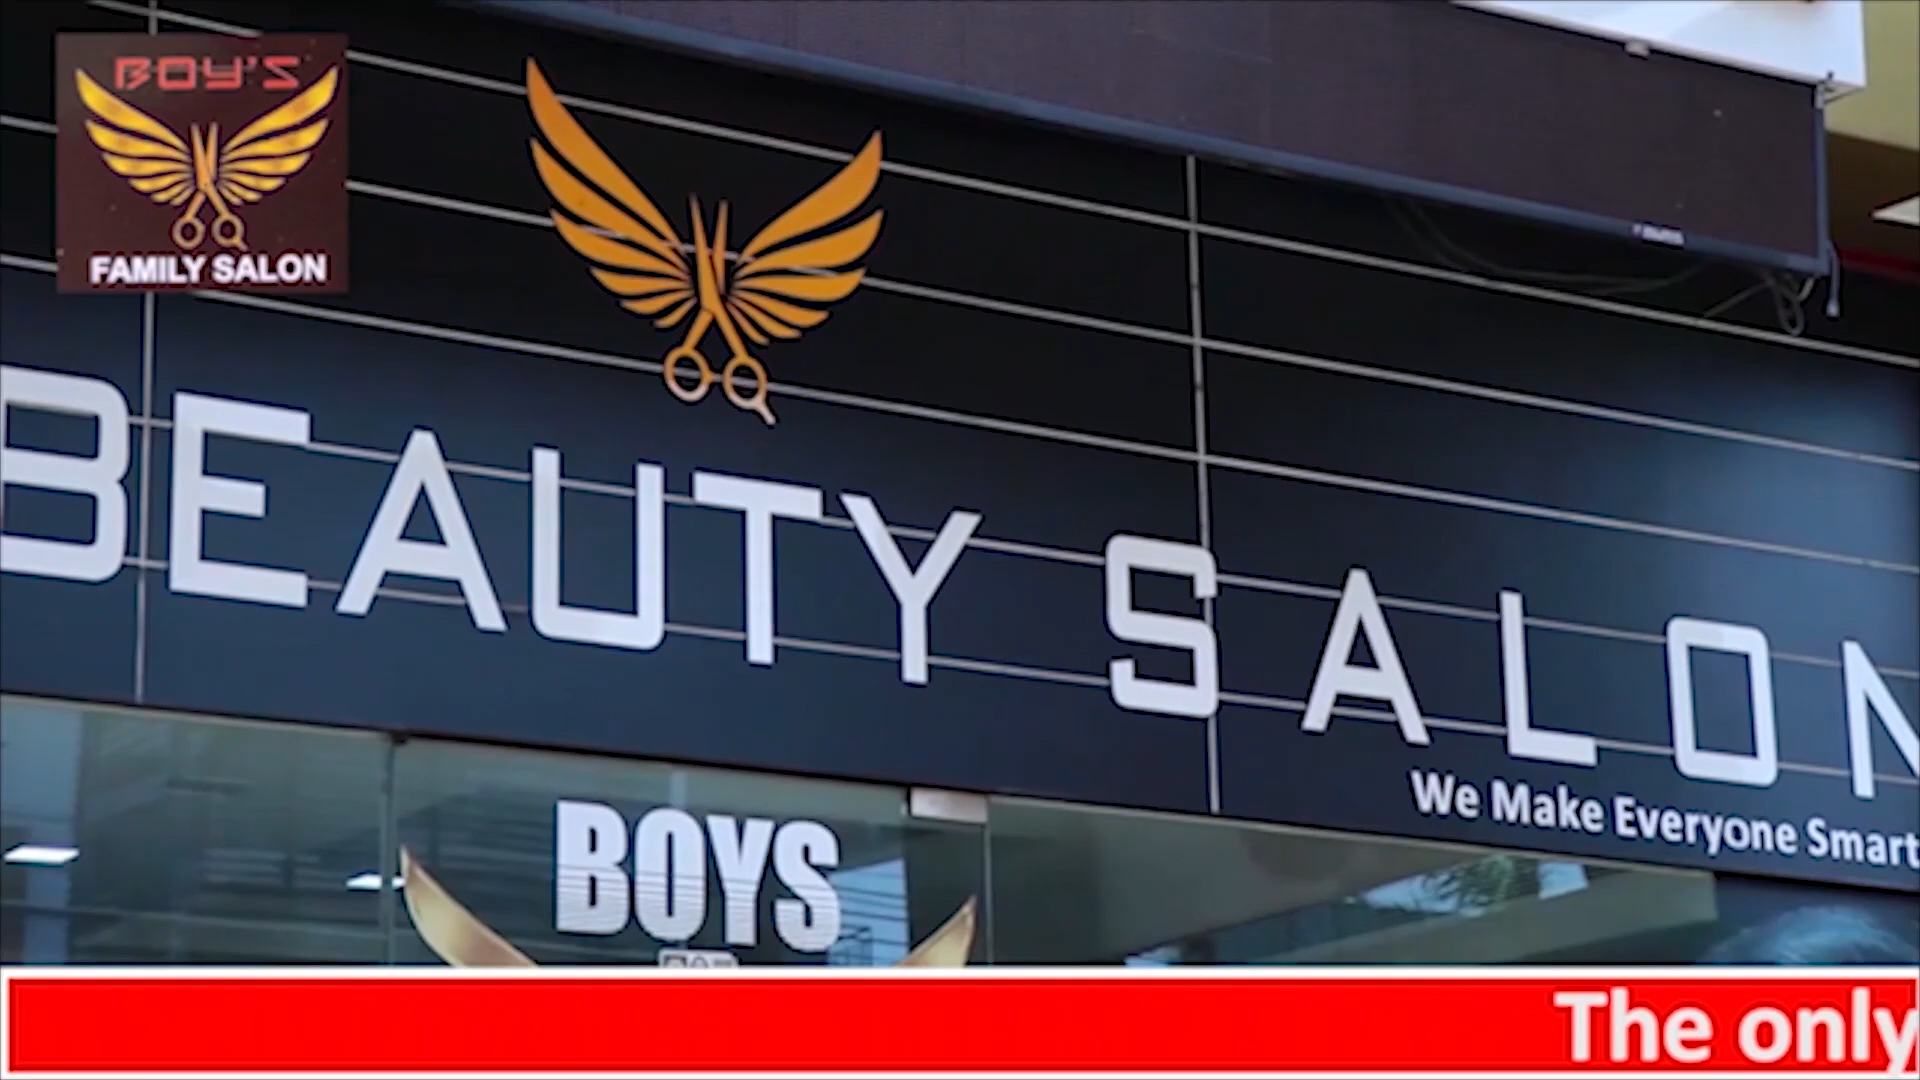 BOY'S
FAMILY SALON
BEAUTY SALON
We Make Everyone Smart
BOYS
The only